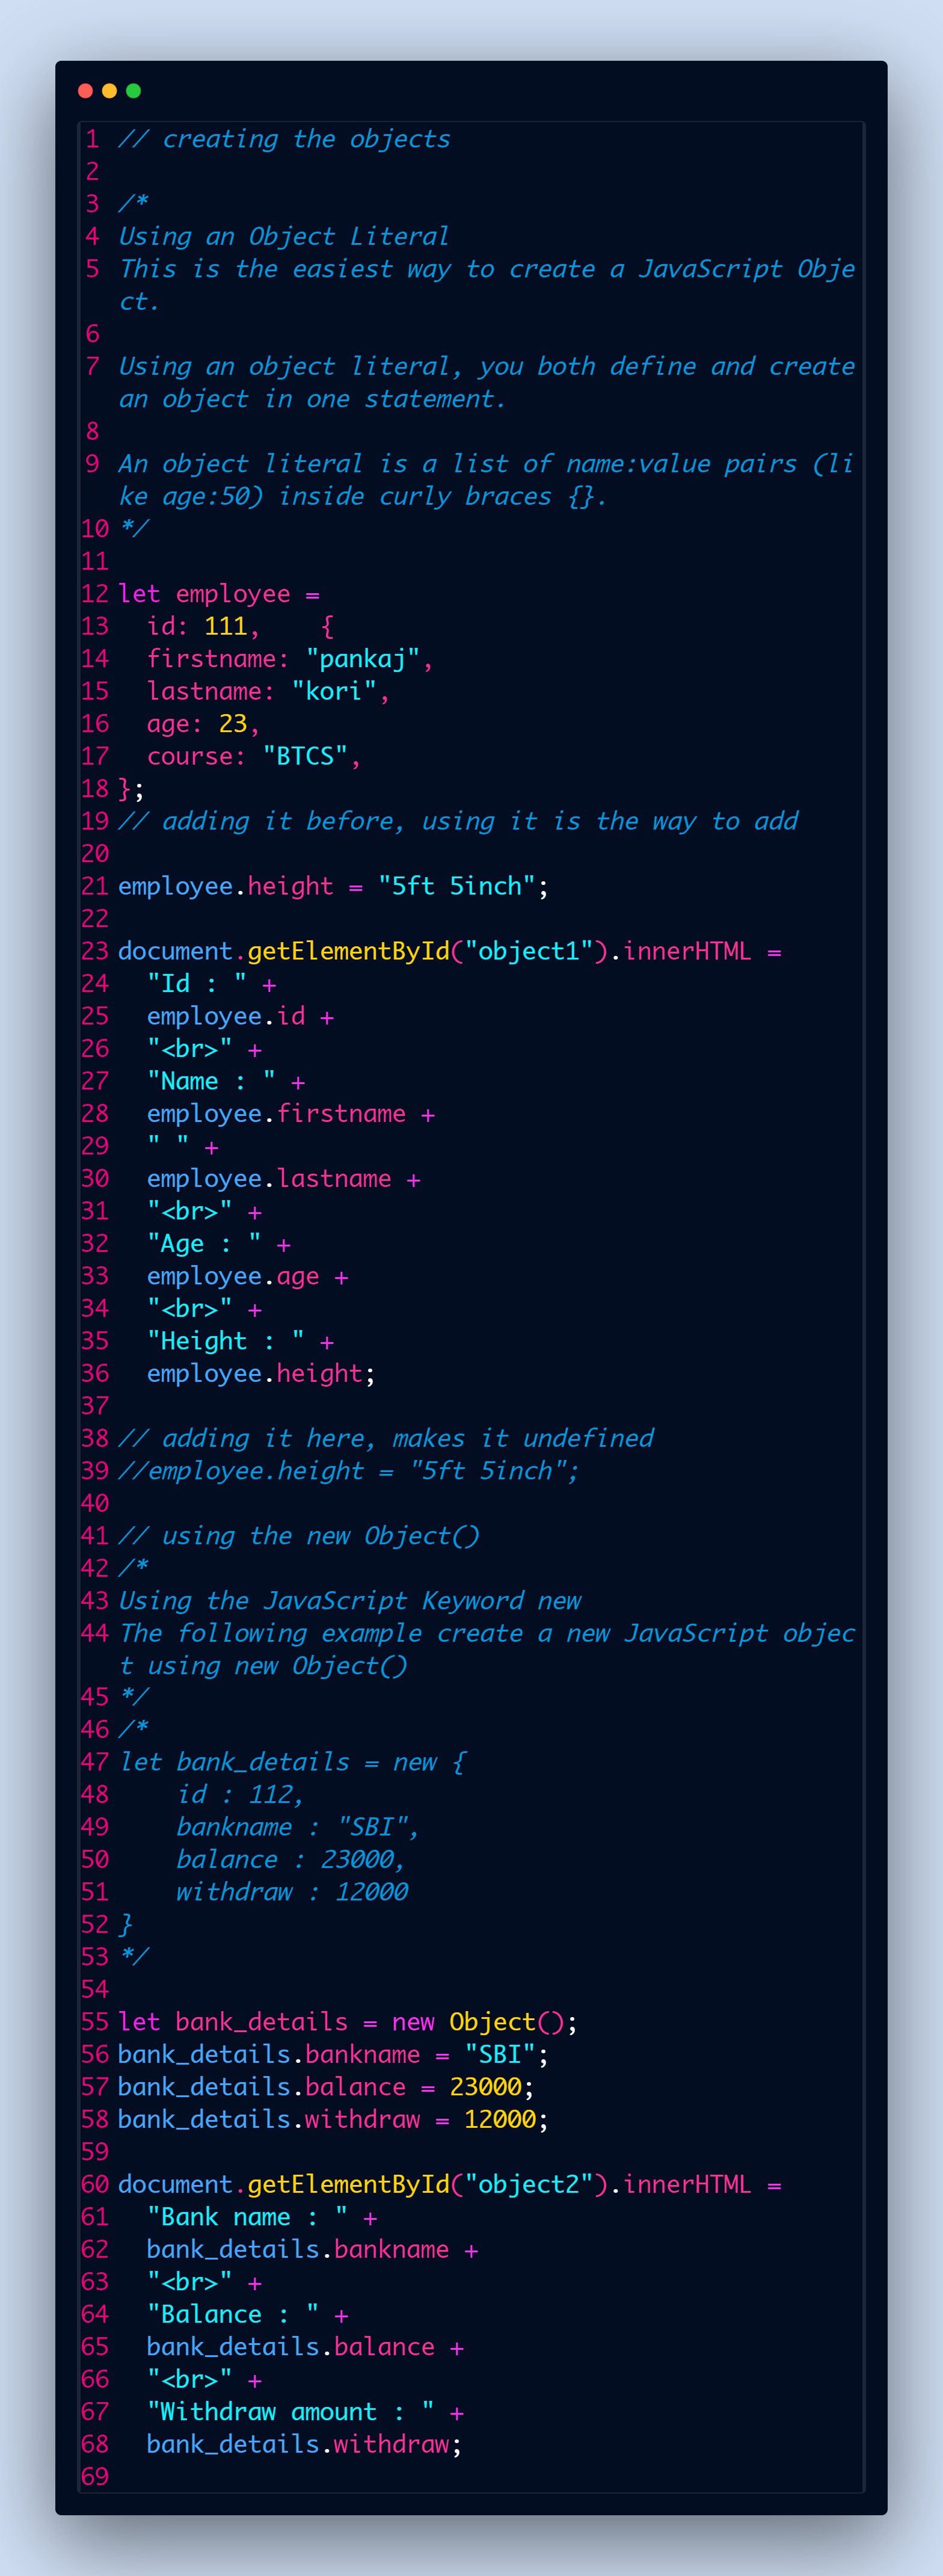 1 // creating the objects
2
3 /*
4 Using an Object Literal
5 This is the easiest way to create a JavaScript Obje
ct.
6
7 Using an object literal, you both define and create
an object in one statement.
8
9 An object literal is a list of name:value pairs (li
ke age:50) inside curly braces {}.
10 */
11
12 let employee =
13   id: 111,    {
14   firstname: "pankaj",
15   lastname: "kori",
16   age: 23,
17   course: "BTCS",
18 };
19 // adding it before, using it is the way to add
20
21 employee.height = "5ft 5inch";
22
23 document.getElementById("object1").innerHTML =
24   "Id : " +
25   employee.id +
26   "<br>" +
27   "Name : " +
28   employee.firstname +
29   " " +
30   employee.lastname +
31   "<br>" +
32   "Age : " +
33   employee.age +
34   "<br>" +
35   "Height : " +
36   employee.height;
37
38 // adding it here, makes it undefined
39 //employee.height = "5ft 5inch";
40
41 // using the new Object()
42 /*
43 Using the JavaScript Keyword new
44 The following example create a new JavaScript objec
t using new Object()
45 */
46 /*
47 let bank_details = new {
48     id : 112,
49     bankname : "SBI",
50     balance : 23000,
51     withdraw : 12000
52 }
53 */
54
55 let bank_details = new Object();
56 bank_details.bankname = "SBI";
57 bank_details.balance = 23000;
58 bank_details.withdraw = 12000;
59
60 document.getElementById("object2").innerHTML =
61   "Bank name : " +
62   bank_details.bankname +
63   "<br>" +
64   "Balance : " +
65   bank_details.balance +
66   "<br>" +
67   "Withdraw amount : " +
68   bank_details.withdraw;
69